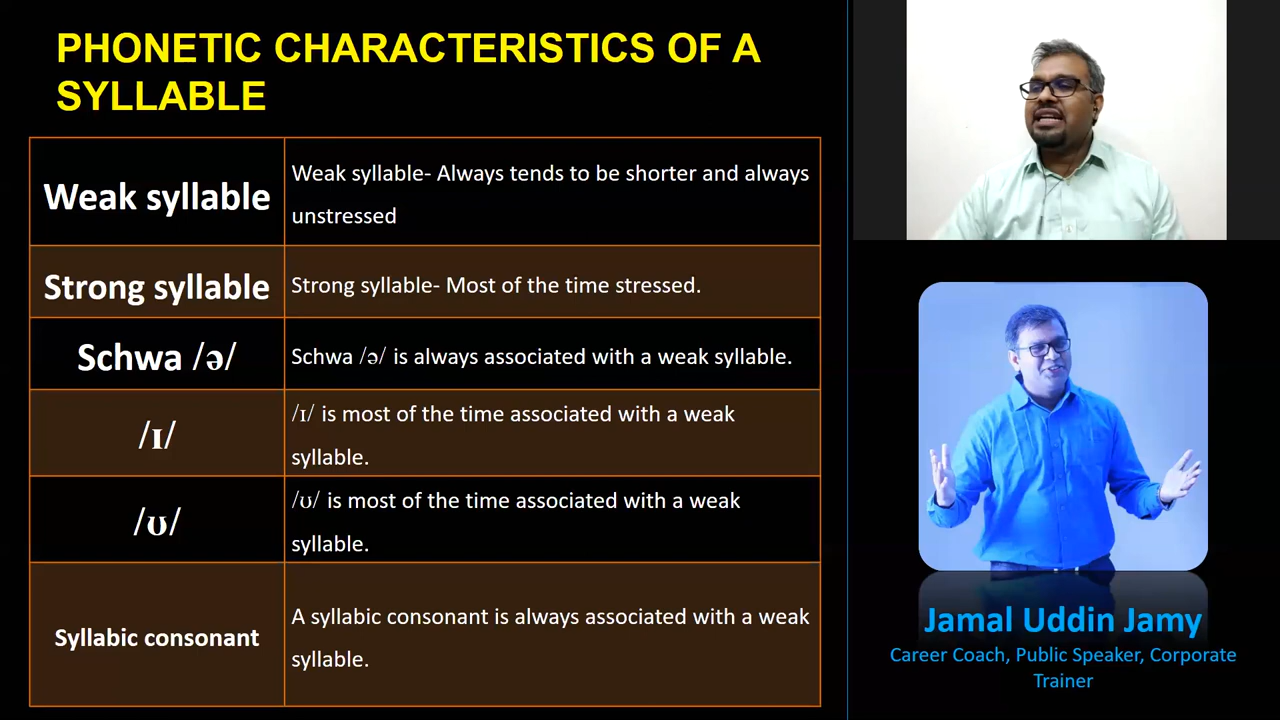 PHONETIC CHARACTERISTICS OF A
SYLLABLE
Weak syllable
Weak syllable- Always tends to be shorter and always
unstressed
Strong syllable
Strong syllable- Most of the time stressed.
Schwa /ə/
Schwa /ə/ is always associated with a weak syllable.
/ɪ/
/ɪ/ is most of the time associated with a weak
syllable.
/ʊ/
/ʊ/ is most of the time associated with a weak
syllable.
Syllabic consonant
A syllabic consonant is always associated with a weak
syllable.
Jamal Uddin Jamy
Career Coach, Public Speaker, Corporate
Trainer